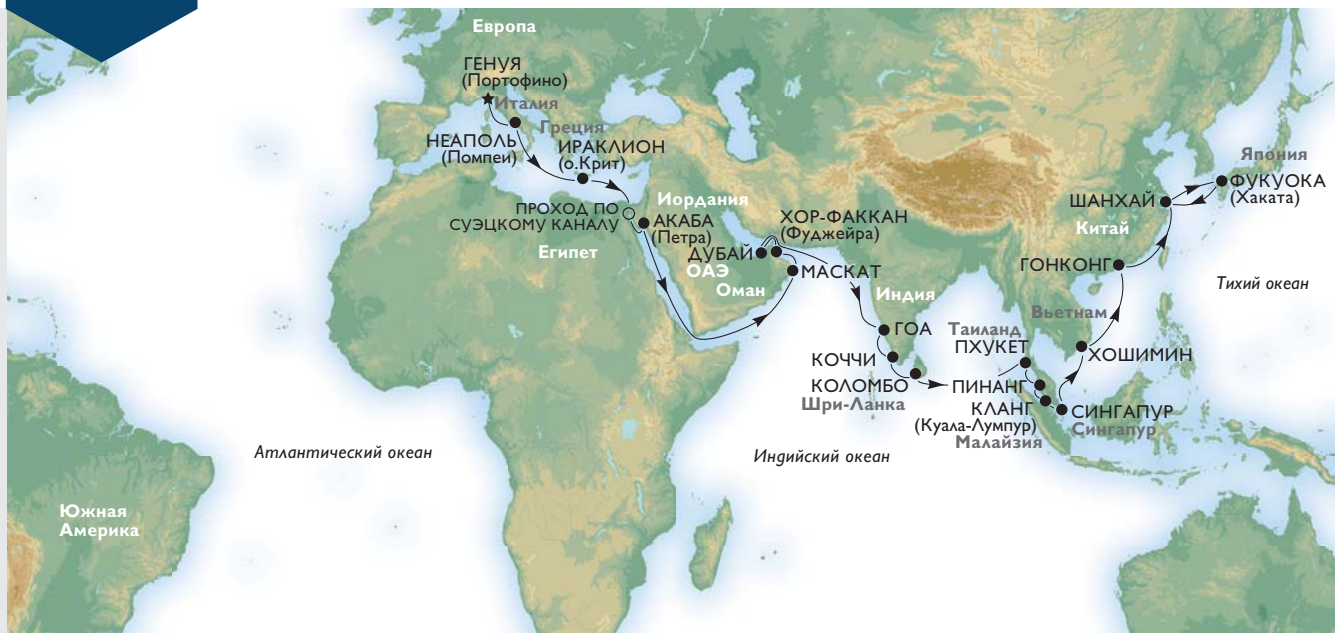 Европа
ГЕНУЯ
(Портофино)
Италия
Греция
НЕАПОЛЬ
(Помпеи)
ИРАКЛИОН
(о.Крит)
Иордания
ПРОХОД ПО
СУЭЦКОМУ КАНАЛУ
АКАБА
(Петра)
Египет
ХОР-ФАККАН
(Фуджейра)
ДУБАЙ
ОАЭ
Оман
МАСКАТ
Индия
ГОА
КОЧЧИ
КОЛОМБО
Шри-Ланка
Таиланд
ПХУКЕТ
ПИНАНГ
КЛАНГ
(Куала-Лумпур)
Малайзия
СИНГАПУР
Сингапур
Вьетнам
ХОШИМИН
ГОНКОНГ
Китай
ШАНХАЙ
Япония
ФУКУОКА
(Хаката)
Тихий океан
Атлантический океан
Индийский океан
Южная
Америка